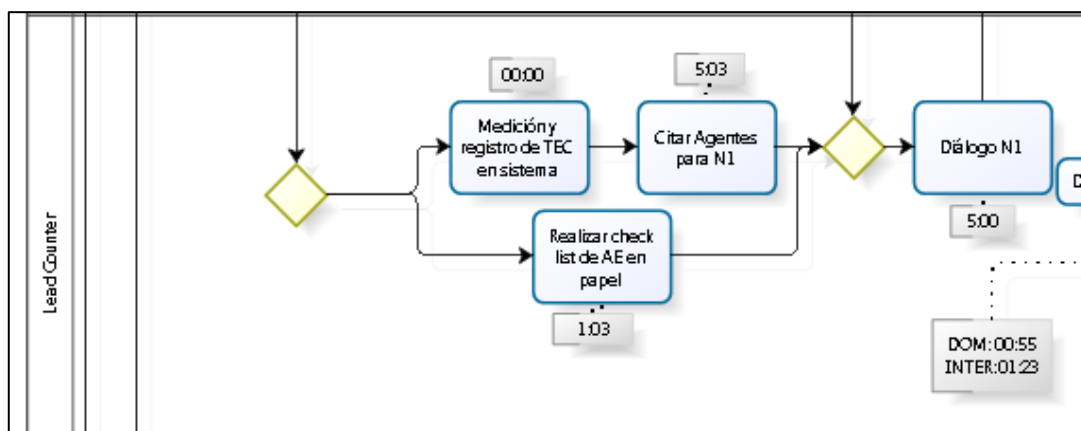 Lead Counter
00:00
Medición y
registro de TEC
en sistema
5:03
Citar Agentes
para N1
Realizar check
list de AE en
papel
1:03
Diálogo N1
5:00
D
DOM:00:55
INTER:01:23